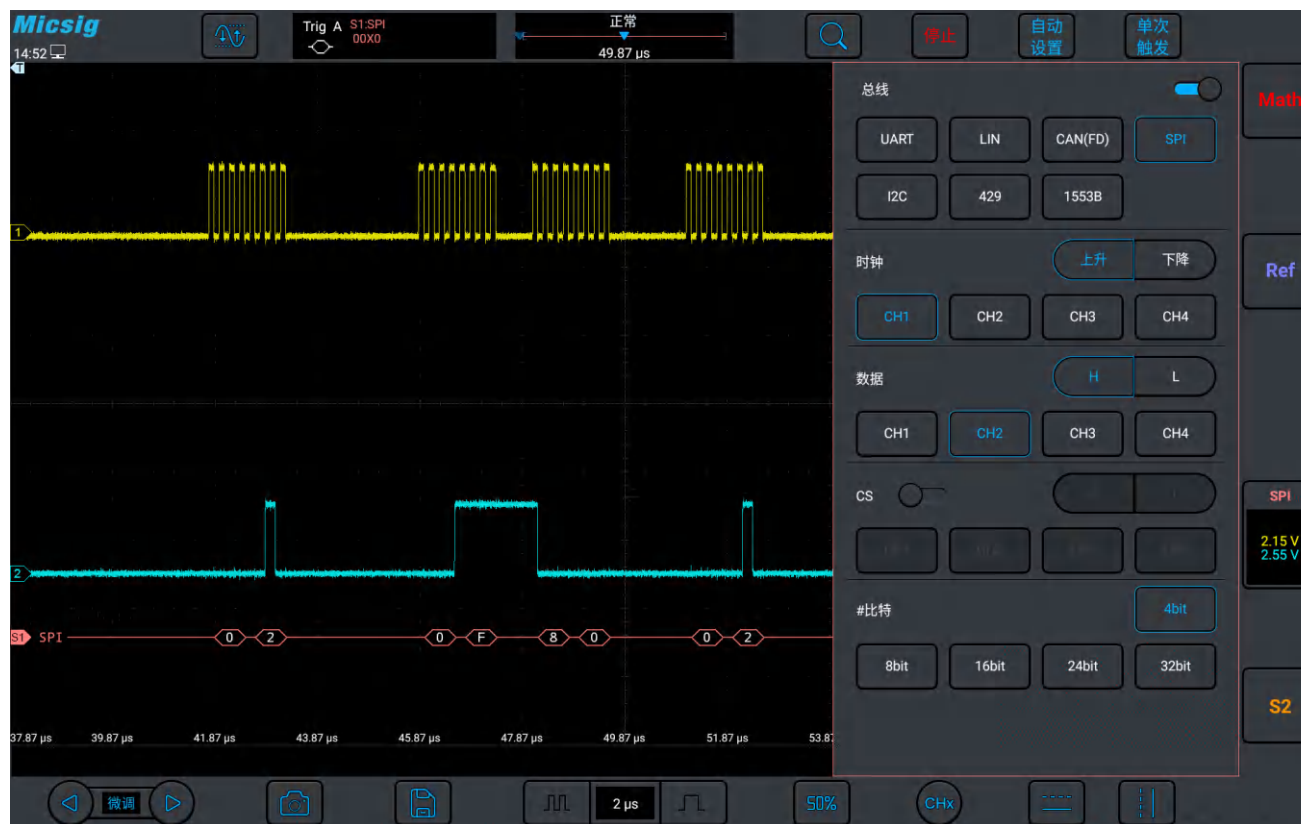 Micsig
14:52
Trig A S1:SPI
00X0
正常
49.87 μs
停止
自动
设置
单次
触发
T
总线
UART LIN CAN(FD) SPI
I2C 429 1553B
时钟 上升 下降
CH1 CH2 CH3 CH4
数据 H L
CH1 CH2 CH3 CH4
CS
#比特 4bit
8bit 16bit 24bit 32bit
Math
Ref
SPI
2.15 V
2.55 V
S2
1
2
S1 SPI 0 2 0 F 8 0 0 2
37.87 μs 39.87 μs 41.87 μs 43.87 μs 45.87 μs 47.87 μs 49.87 μs 51.87 μs 53.87
微调 2 μs 50% CHx